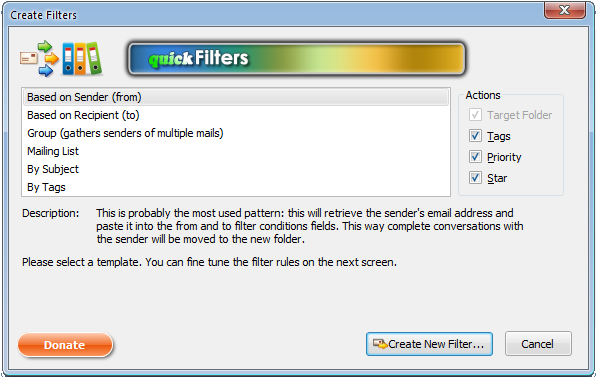 Create Filters
quickFilters
Based on Sender (from)
Based on Recipient (to)
Group (gathers senders of multiple mails)
Mailing List
By Subject
By Tags
Actions
Target Folder
Tags
Priority
Star
Description: This is probably the most used pattern: this will retrieve the sender's email address and
paste it into the from and to filter conditions fields. This way complete conversations with
the sender will be moved to the new folder.
Please select a template. You can fine tune the filter rules on the next screen.
Donate
Create New Filter...
Cancel